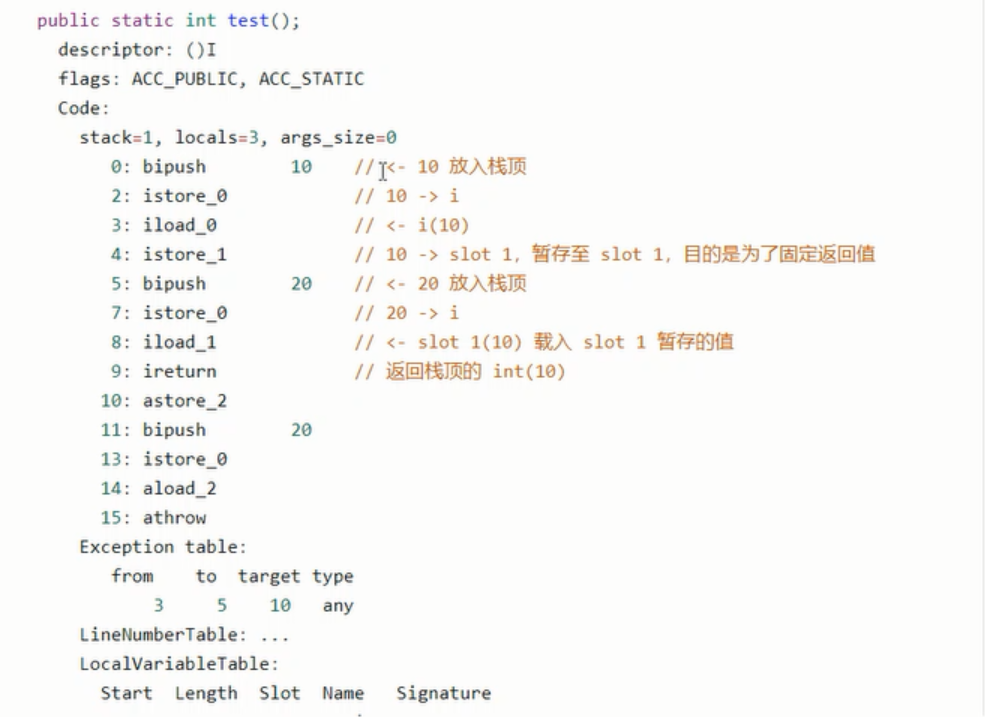 public static int test();
descriptor: ()I
flags: ACC_PUBLIC, ACC_STATIC
Code:
stack=1, locals=3, args_size=0
0: bipush 10 // <- 10 放入栈顶
2: istore_0 // 10 -> i
3: iload_0 // <- i(10)
4: istore_1 // 10 -> slot 1, 暂存至 slot 1, 目的是为了固定返回值
5: bipush 20 // <- 20 放入栈顶
7: istore_0 // 20 -> i
8: iload_1 // <- slot 1(10) 载入 slot 1 暂存的值
9: ireturn // 返回栈顶的 int(10)
10: astore_2
11: bipush 20
13: istore_0
14: aload_2
15: athrow
Exception table:
from to target type
3 5 10 any
LineNumberTable: ...
LocalVariableTable:
Start Length Slot Name Signature